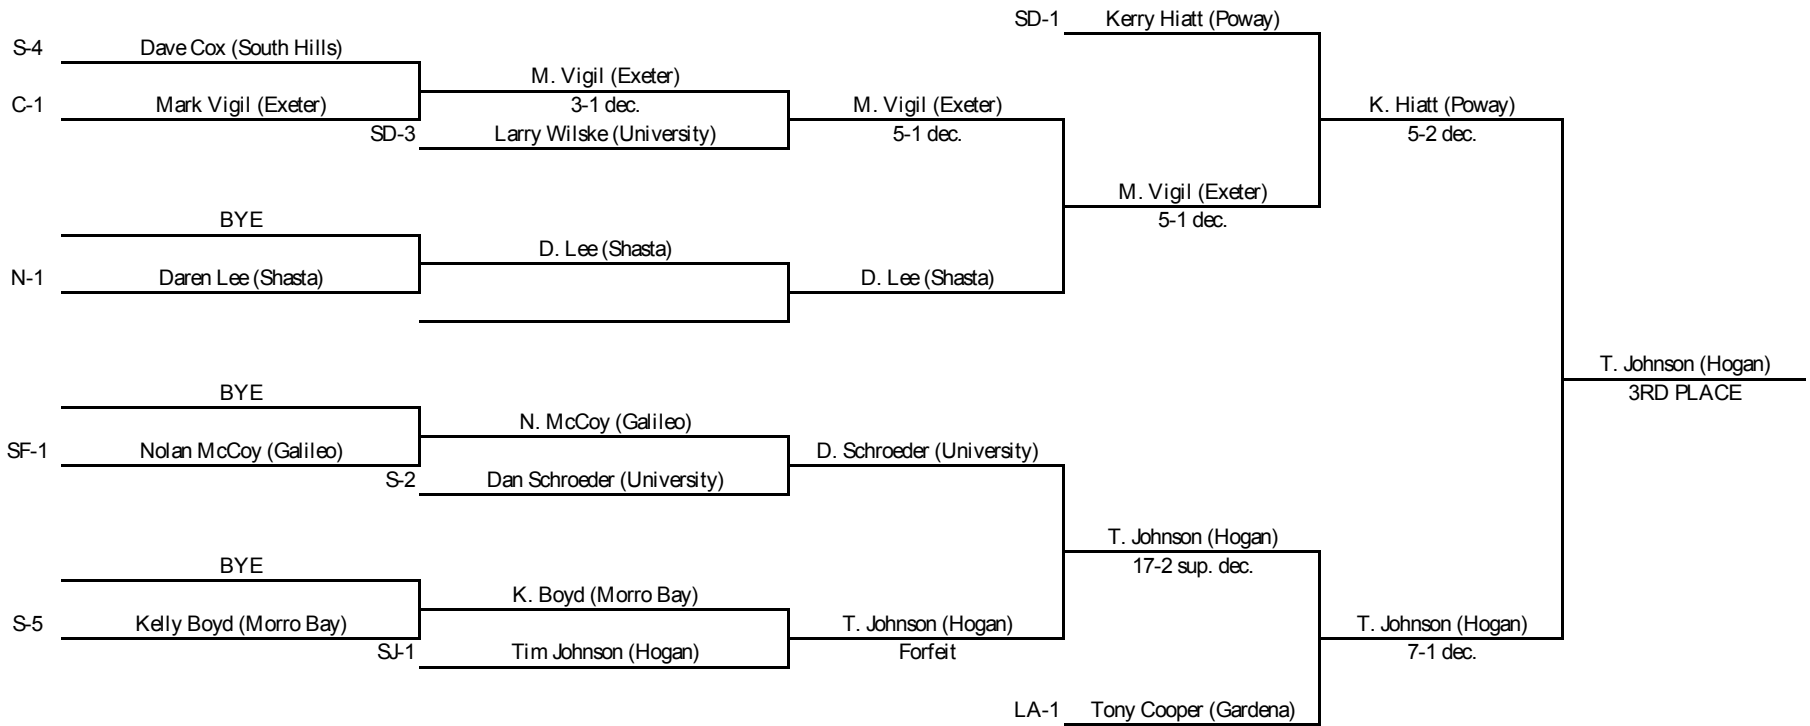 SD-1 Kerry Hiatt (Poway)
S-4 Dave Cox (South Hills)
M. Vigil (Exeter)
C-1 Mark Vigil (Exeter) 3-1 dec. M. Vigil (Exeter) K. Hiatt (Poway)
SD-3 Larry Wilske (University) 5-1 dec. 5-2 dec.
M. Vigil (Exeter)
BYE 5-1 dec.
D. Lee (Shasta)
N-1 Daren Lee (Shasta) D. Lee (Shasta)
T. Johnson (Hogan)
BYE 3RD PLACE
N. McCoy (Galileo)
SF-1 Nolan McCoy (Galileo) D. Schroeder (University)
S-2 Dan Schroeder (University)
T. Johnson (Hogan)
BYE 17-2 sup. dec.
K. Boyd (Morro Bay)
S-5 Kelly Boyd (Morro Bay) T. Johnson (Hogan) T. Johnson (Hogan)
SJ-1 Tim Johnson (Hogan) Forfeit 7-1 dec.
LA-1 Tony Cooper (Gardena)